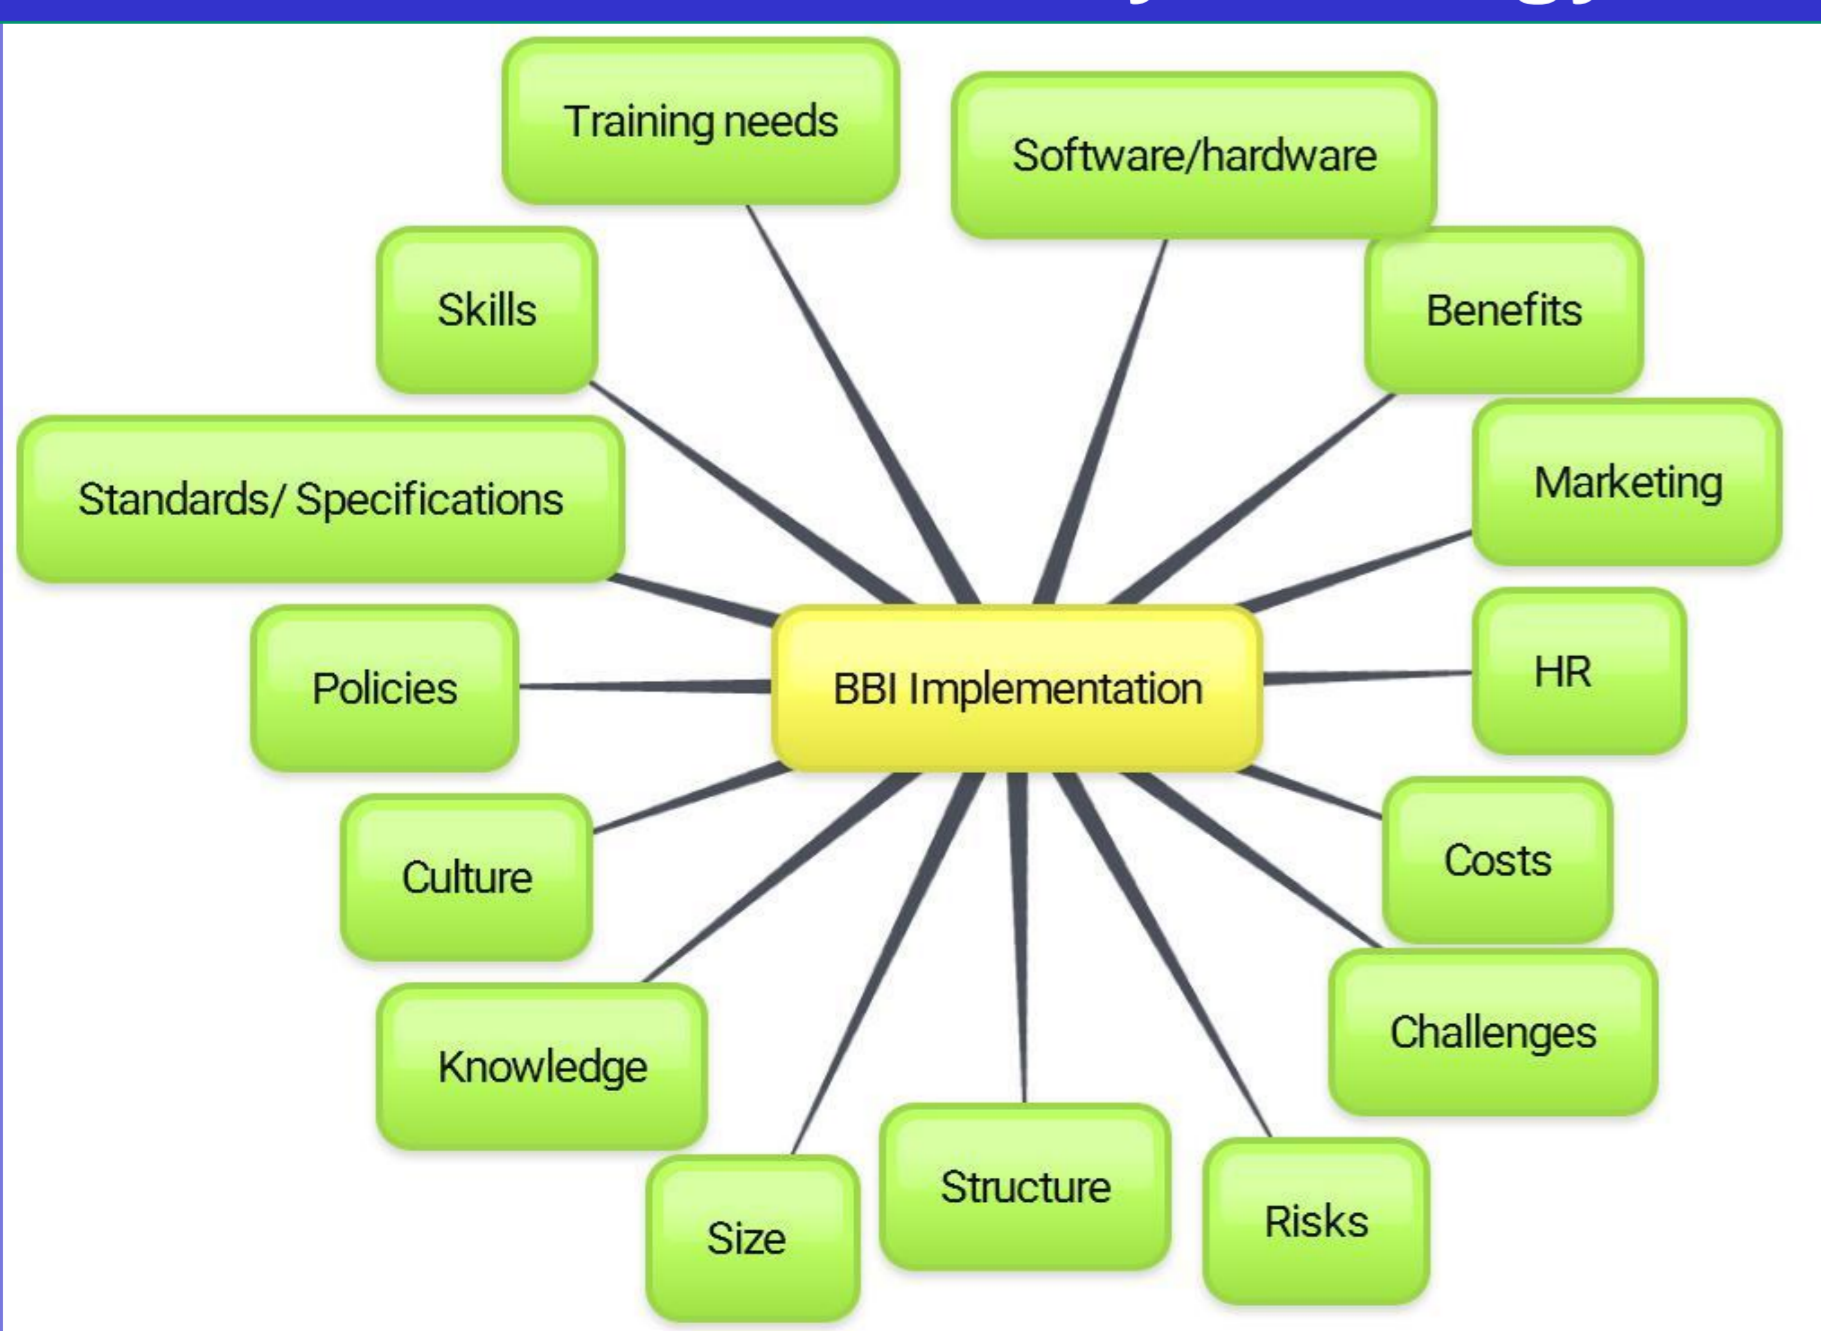 Training needs
Software/hardware
Skills
Benefits
Standards/ Specifications
Marketing
Policies
BBI Implementation
HR
Culture
Costs
Knowledge
Challenges
Size
Structure
Risks